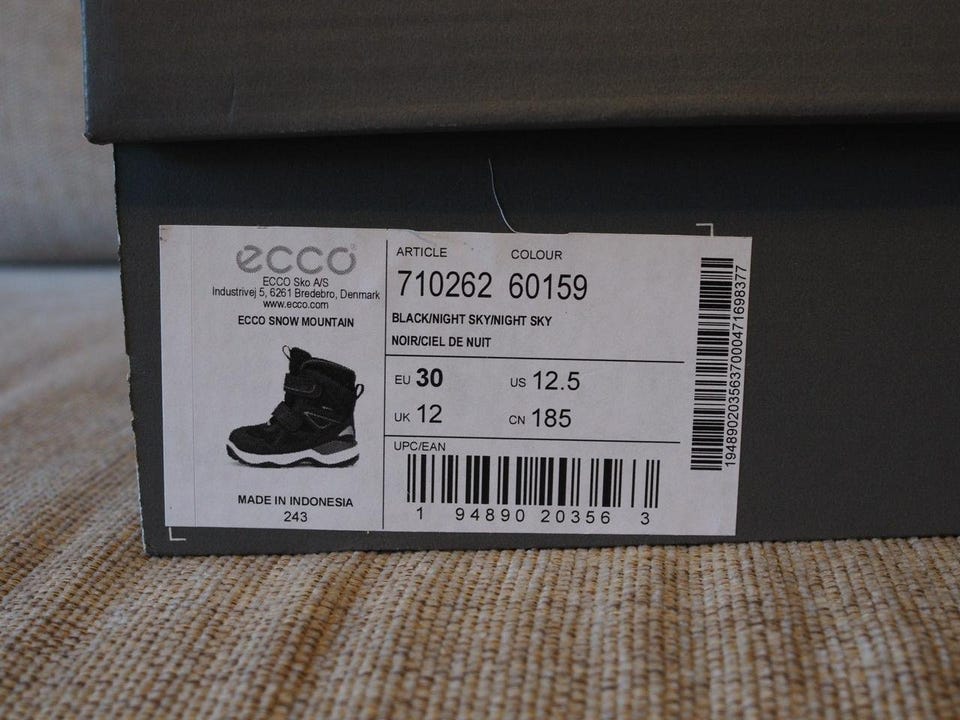 ecco®
ECCO Sko A/S
Industrivej 5, 6261 Bredebro, Denmark
www.ecco.com
ECCO SNOW MOUNTAIN
MADE IN INDONESIA
243
ARTICLE COLOUR
710262 60159
BLACK/NIGHT SKY/NIGHT SKY
NOIR/CIEL DE NUIT
EU 30 US 12.5
UK 12 CN 185
UPC/EAN
1 94890 20356 3
1948902035637000471698377